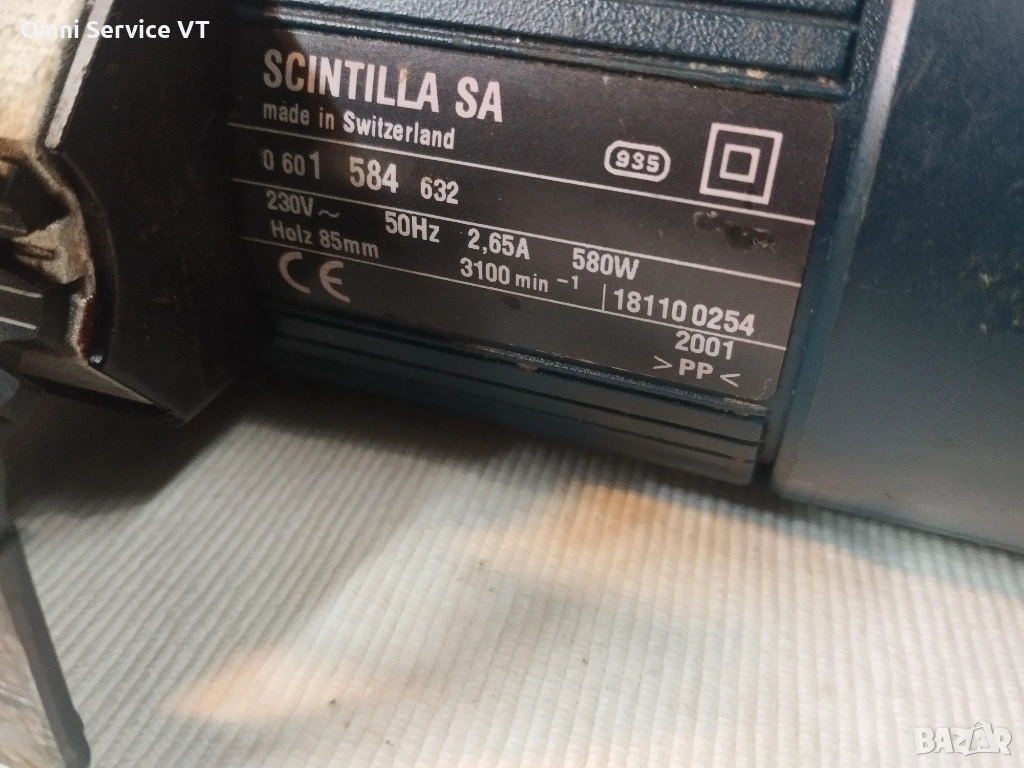 Omni Service VT
SCINTILLA SA
made in Switzerland
935
0 601 584 632
230V~ 50Hz 2,65A 580W
Holz 85mm 3100 min -1 181100 0254
CE 2001
>PP<
BAZAR